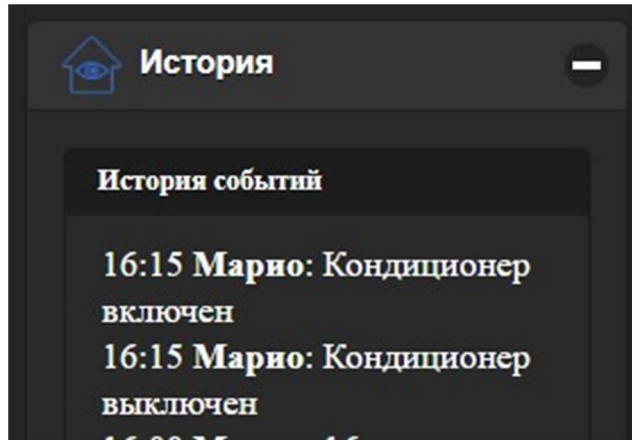 История
История событий
16:15 Марио: Кондиционер
включен
16:15 Марио: Кондиционер
выключен